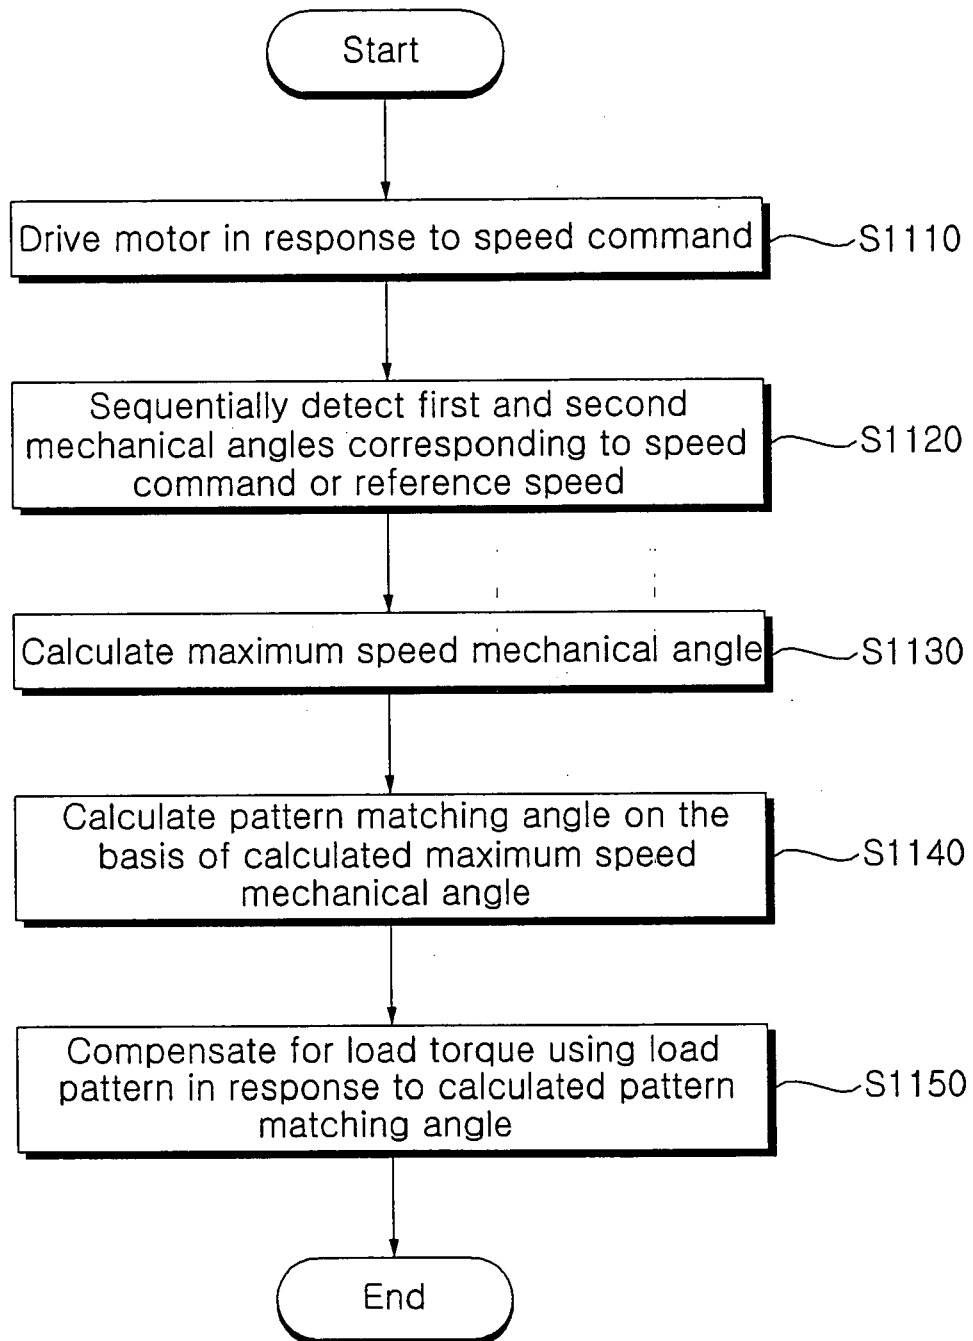 Start
Drive motor in response to speed command
S1110
Sequentially detect first and second
mechanical angles corresponding to speed
command or reference speed
S1120
Calculate maximum speed mechanical angle
S1130
Calculate pattern matching angle on the
basis of calculated maximum speed
mechanical angle
S1140
Compensate for load torque using load
pattern in response to calculated pattern
matching angle
S1150
End